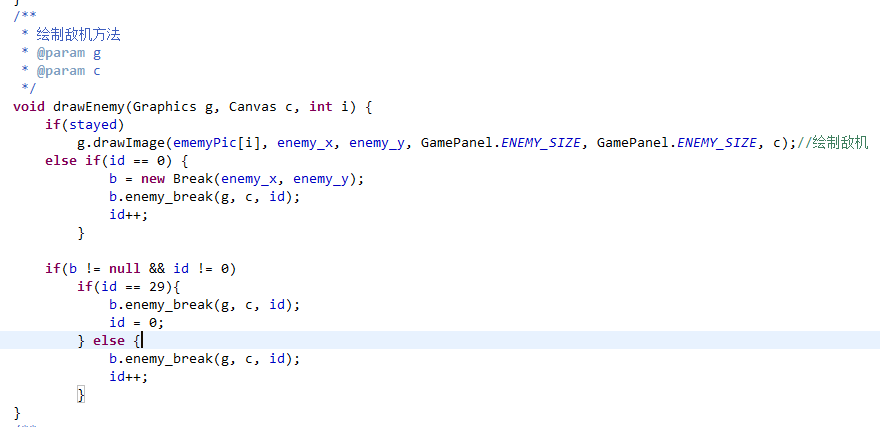 /**
 * 绘制敌机方法
 * @param g
 * @param c
 */
void drawEnemy(Graphics g, Canvas c, int i) {
    if(stayed)
        g.drawImage(ememyPic[i], enemy_x, enemy_y, GamePanel.ENEMY_SIZE, GamePanel.ENEMY_SIZE, c);//绘制敌机
    else if(id == 0) {
            b = new Break(enemy_x, enemy_y);
            b.enemy_break(g, c, id);
            id++;
        }

    if(b != null && id != 0)
        if(id == 29){
            b.enemy_break(g, c, id);
            id = 0;
        } else {
            b.enemy_break(g, c, id);
            id++;
        }
}